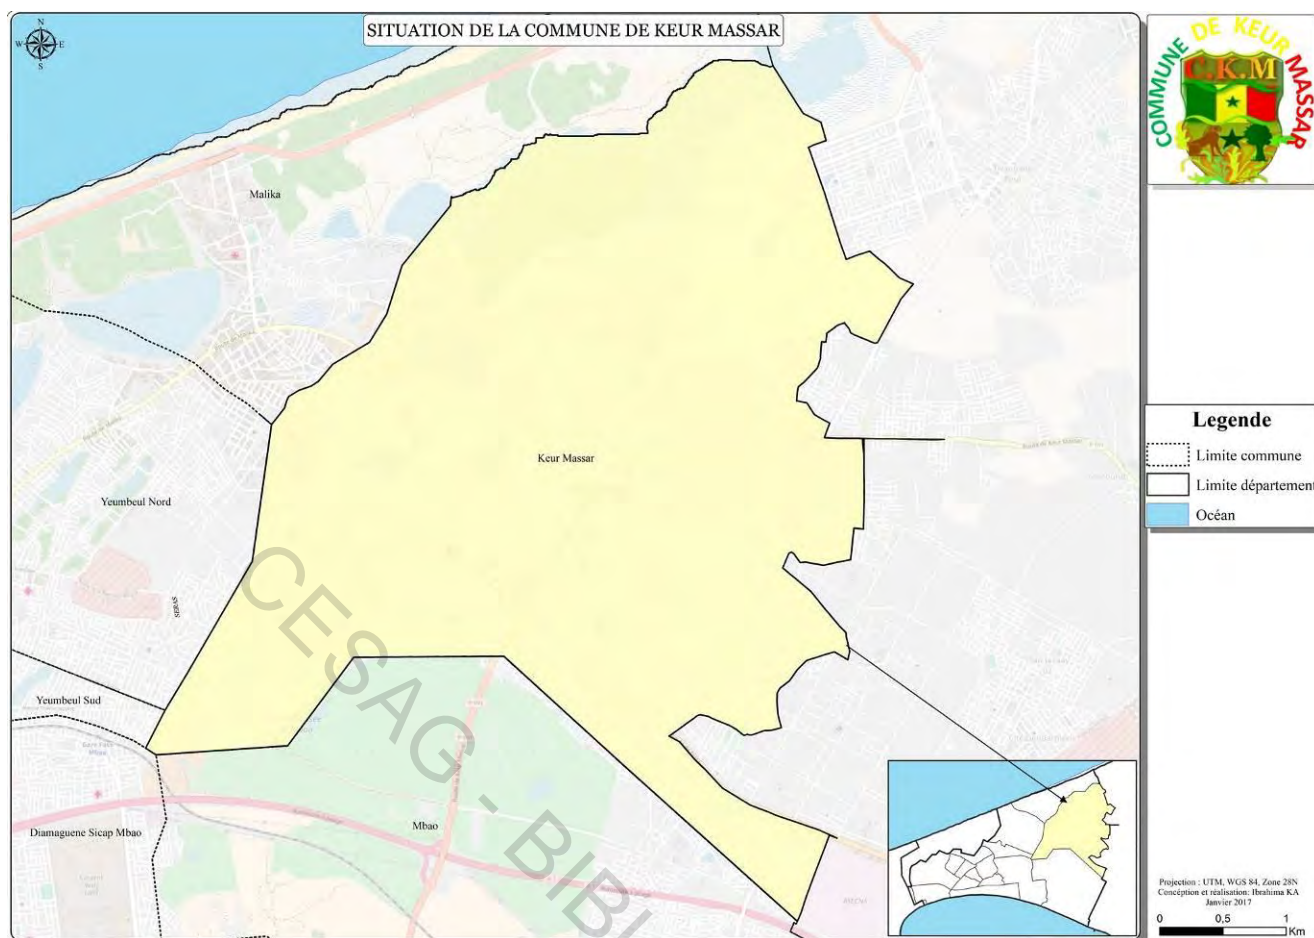 SITUATION DE LA COMMUNE DE KEUR MASSAR
N
W E
S
COMMUNE DE KEUR MASSAR
C.K.M
Malika
Keur Massar
Yeumbeul Nord
SERAS
Yeumbeul Sud
Diamaguene Sicap Mbao
Mbao
CESAG - BIBL
Legende
Limite commune
Limite département
Océan
Projection : UTM, WGS 84, Zone 28N
Concéption et réalisation: Ibrahima KA
Janvier 2017
0 0,5 1
Km